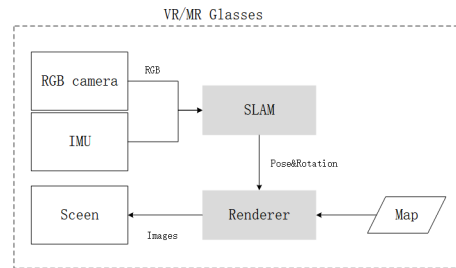 VR/MR Glasses
RGB camera
RGB
SLAM
IMU
Pose&Rotation
Sceen
Renderer
Map
Images